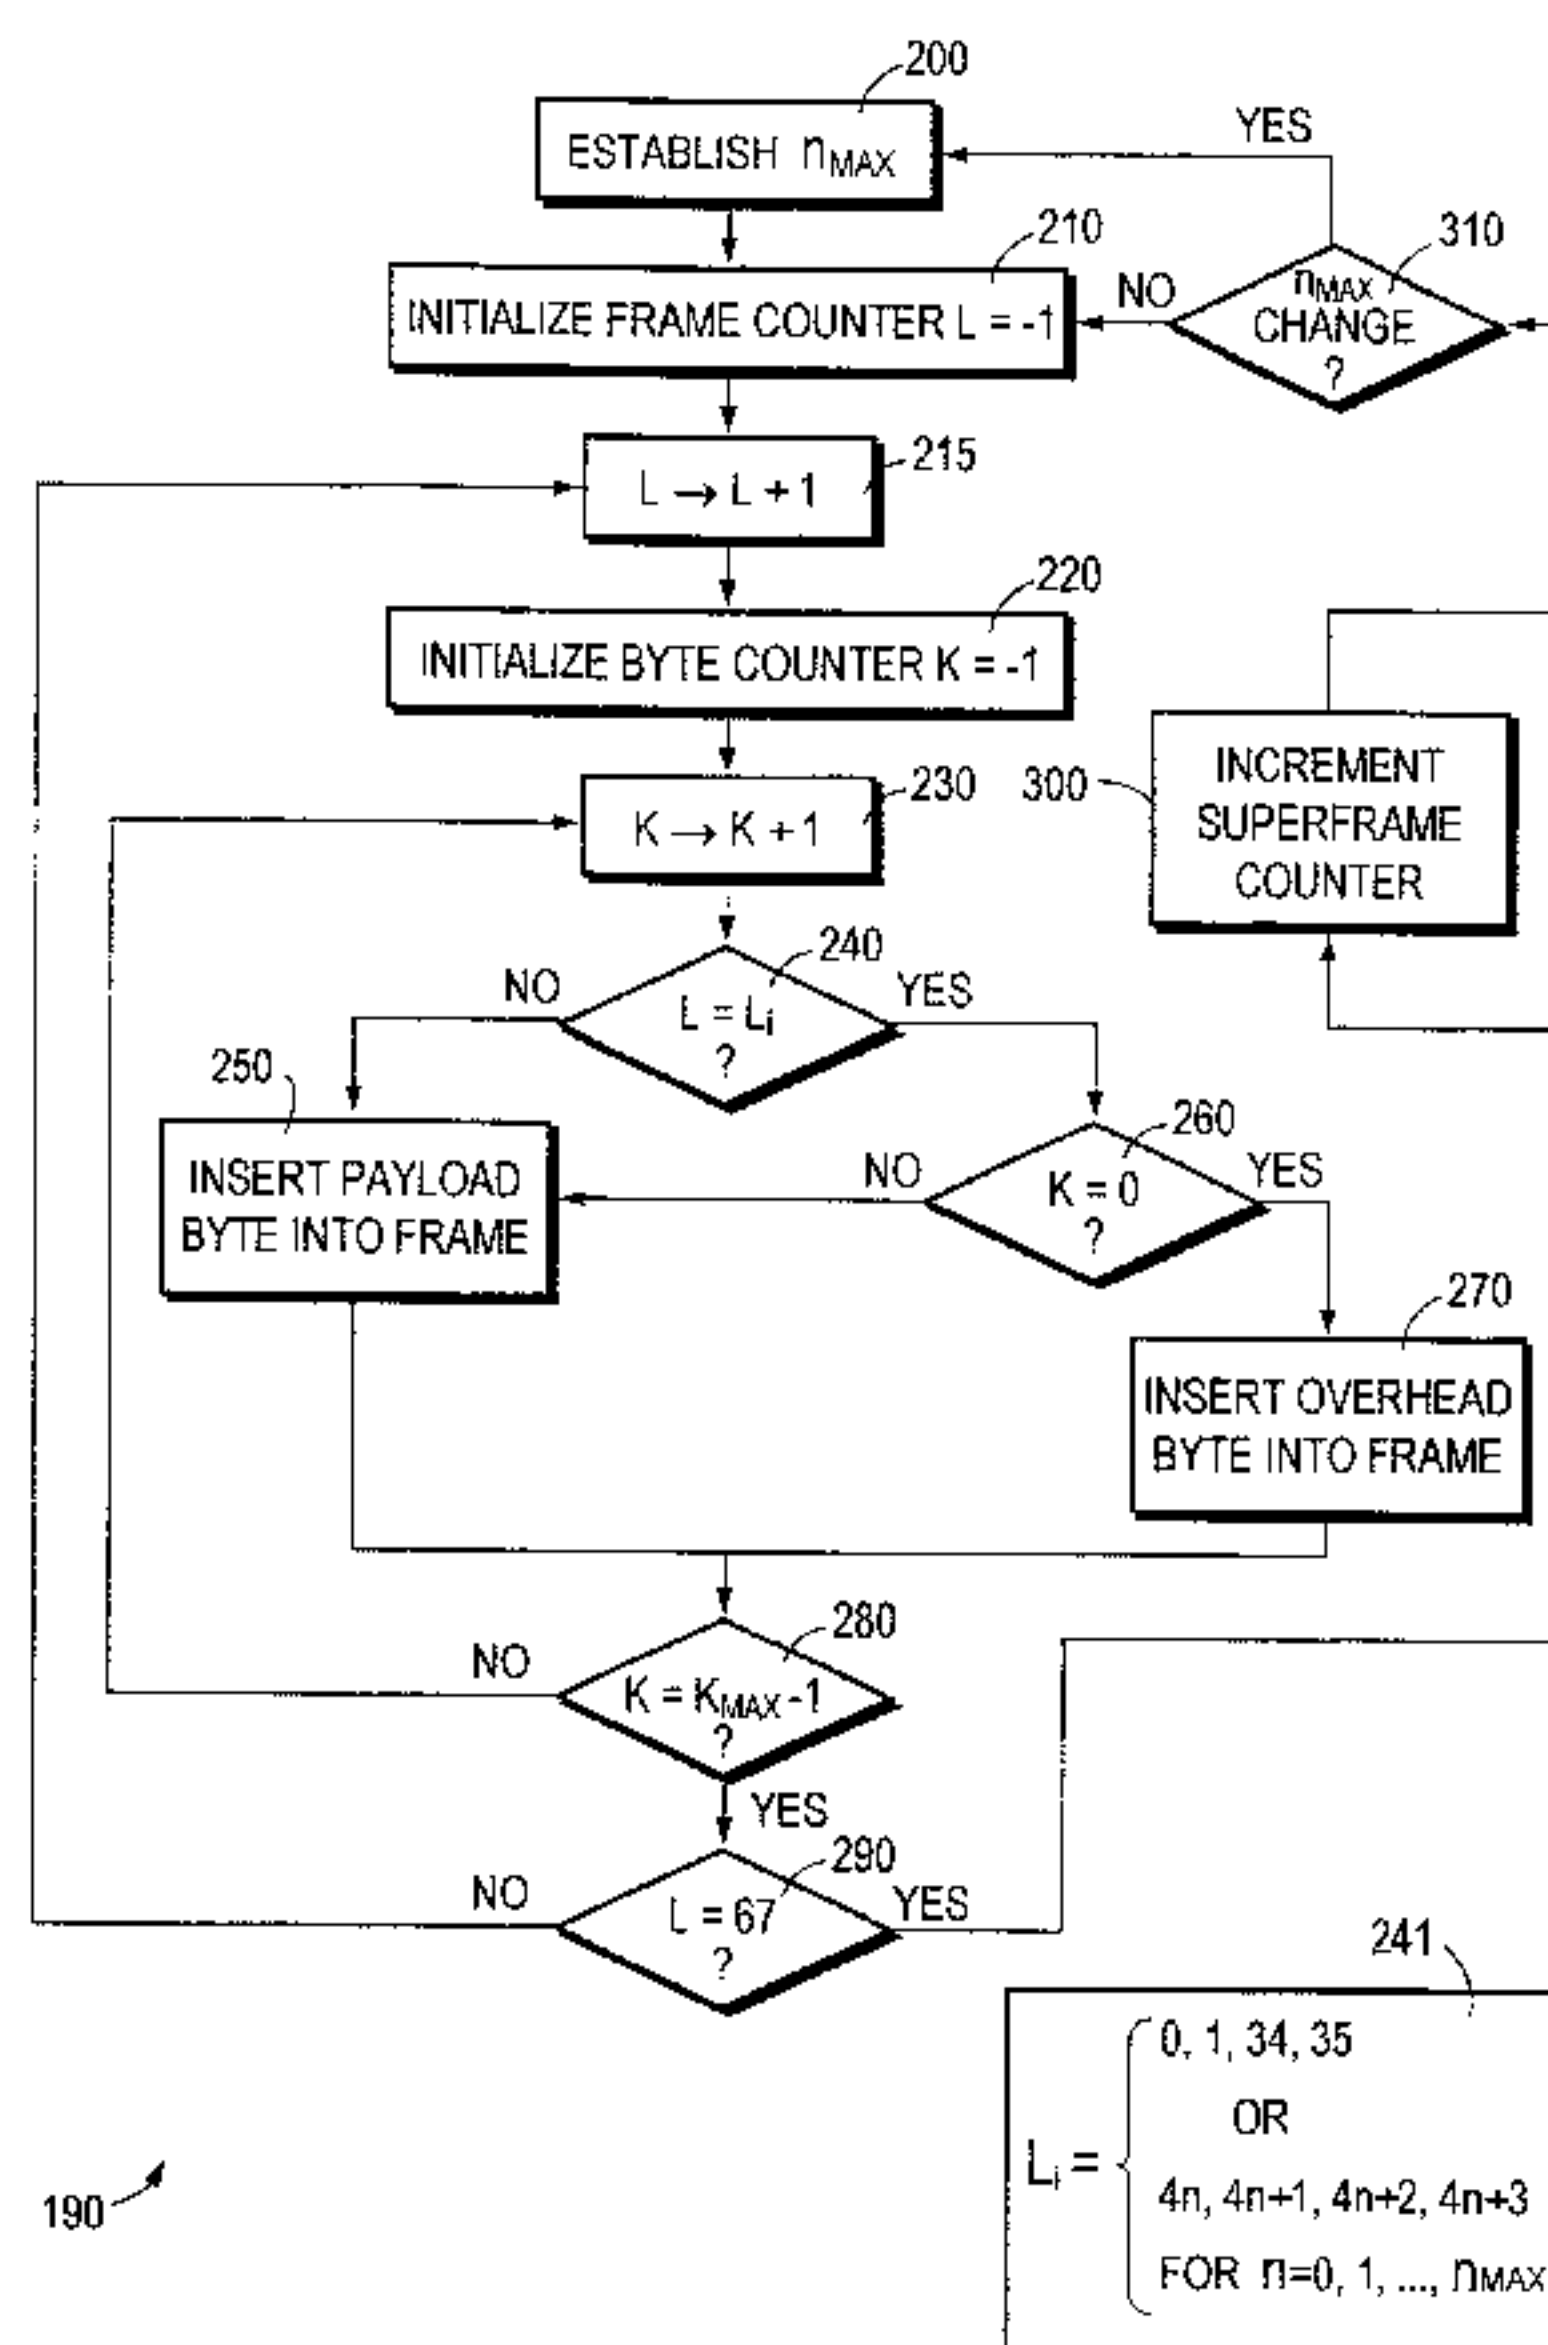 200
ESTABLISH nMAX
YES
210
310
INITIALIZE FRAME COUNTER L = -1
NO
nMAX
CHANGE
?
215
L → L + 1
220
INITIALIZE BYTE COUNTER K = -1
230
K → K + 1
300
INCREMENT
SUPERFRAME
COUNTER
240
NO
YES
L = Li
?
250
INSERT PAYLOAD
BYTE INTO FRAME
260
NO
YES
K = 0
?
270
INSERT OVERHEAD
BYTE INTO FRAME
280
NO
K = KMAX -1
?
YES
290
NO
YES
L = 67
?
241
0, 1, 34, 35
OR
Li =
4n, 4n+1, 4n+2, 4n+3
FOR n=0, 1, ..., nMAX
190